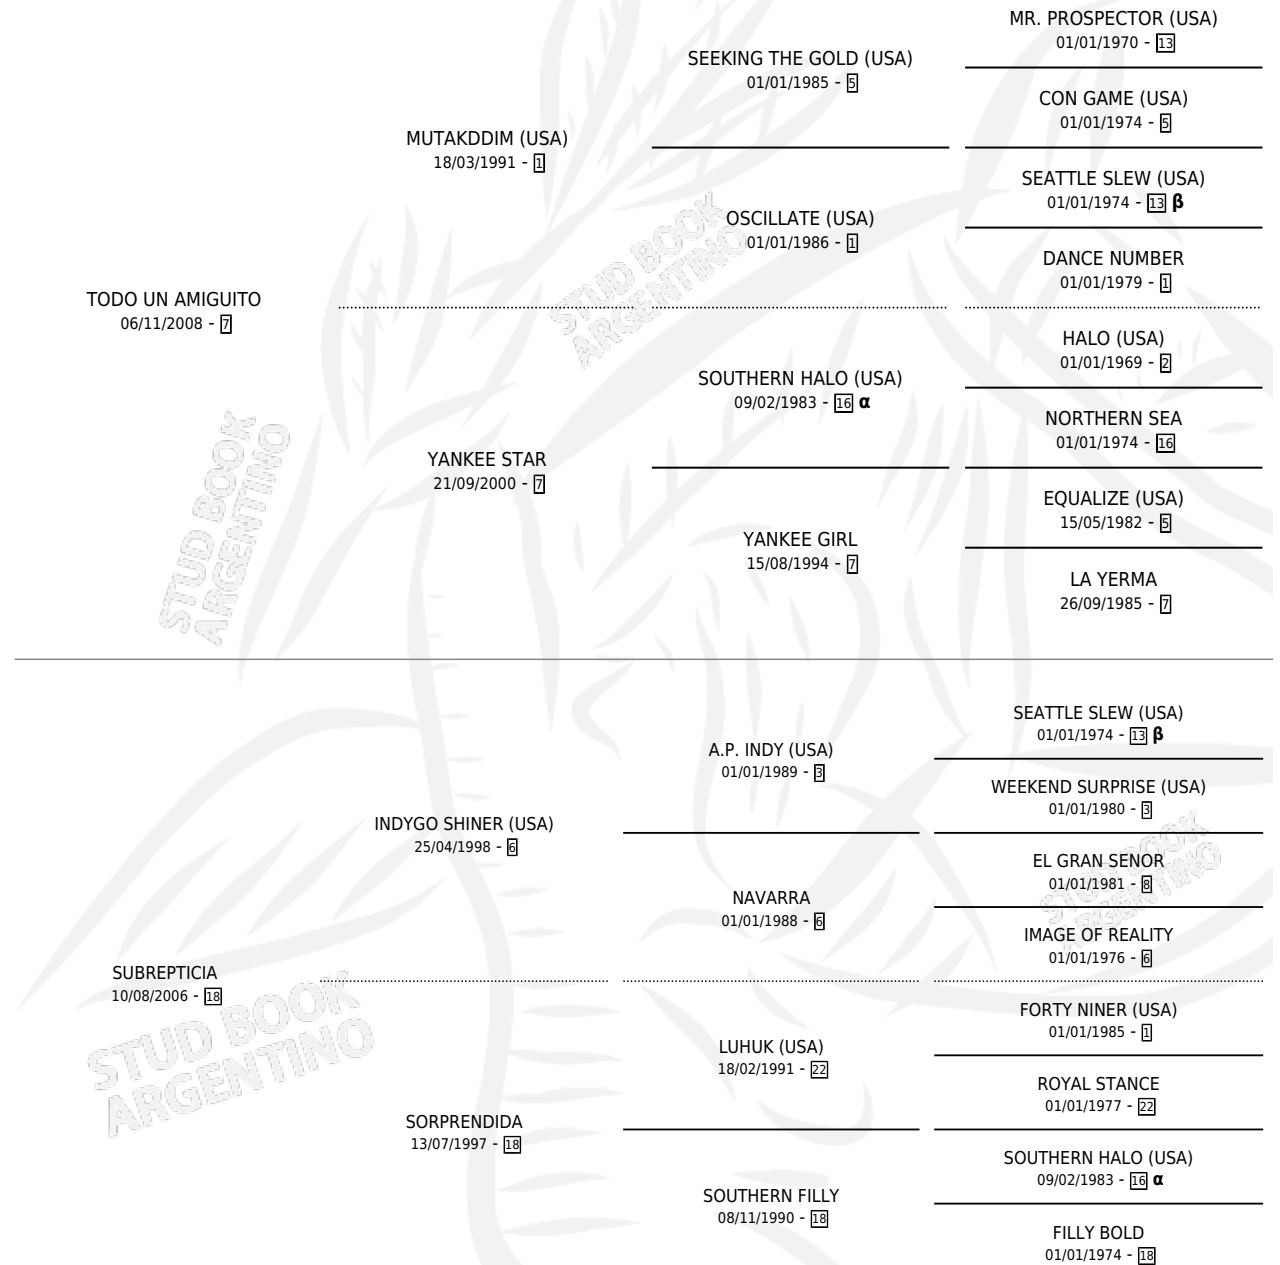 MR. PROSPECTOR (USA)
01/01/1970 - 13
SEEKING THE GOLD (USA)
01/01/1985 - 5
CON GAME (USA)
01/01/1974 - 5
MUTAKDDIM (USA)
18/03/1991 - 1
SEATTLE SLEW (USA)
01/01/1974 - 13 β
OSCILLATE (USA)
01/01/1986 - 1
DANCE NUMBER
01/01/1979 - 1
TODO UN AMIGUITO
06/11/2008 - 7
HALO (USA)
01/01/1969 - 2
SOUTHERN HALO (USA)
09/02/1983 - 16 α
NORTHERN SEA
01/01/1974 - 16
YANKEE STAR
21/09/2000 - 7
EQUALIZE (USA)
15/05/1982 - 5
YANKEE GIRL
15/08/1994 - 7
LA YERMA
26/09/1985 - 7
SEATTLE SLEW (USA)
01/01/1974 - 13 β
A.P. INDY (USA)
01/01/1989 - 3
WEEKEND SURPRISE (USA)
01/01/1980 - 3
INDYGO SHINER (USA)
25/04/1998 - 6
EL GRAN SENOR
01/01/1981 - 8
NAVARRA
01/01/1988 - 6
IMAGE OF REALITY
01/01/1976 - 6
SUBREPTICIA
10/08/2006 - 18
FORTY NINER (USA)
01/01/1985 - 1
LUHUK (USA)
18/02/1991 - 22
ROYAL STANCE
01/01/1977 - 22
SORPRENDIDA
13/07/1997 - 18
SOUTHERN HALO (USA)
09/02/1983 - 16 α
SOUTHERN FILLY
08/11/1990 - 18
FILLY BOLD
01/01/1974 - 18
STUD BOOK
ARGENTINO
STUD BOOK
ARGENTINO
STUD BOOK
ARGENTINO
STUD BOOK
ARGENTINO